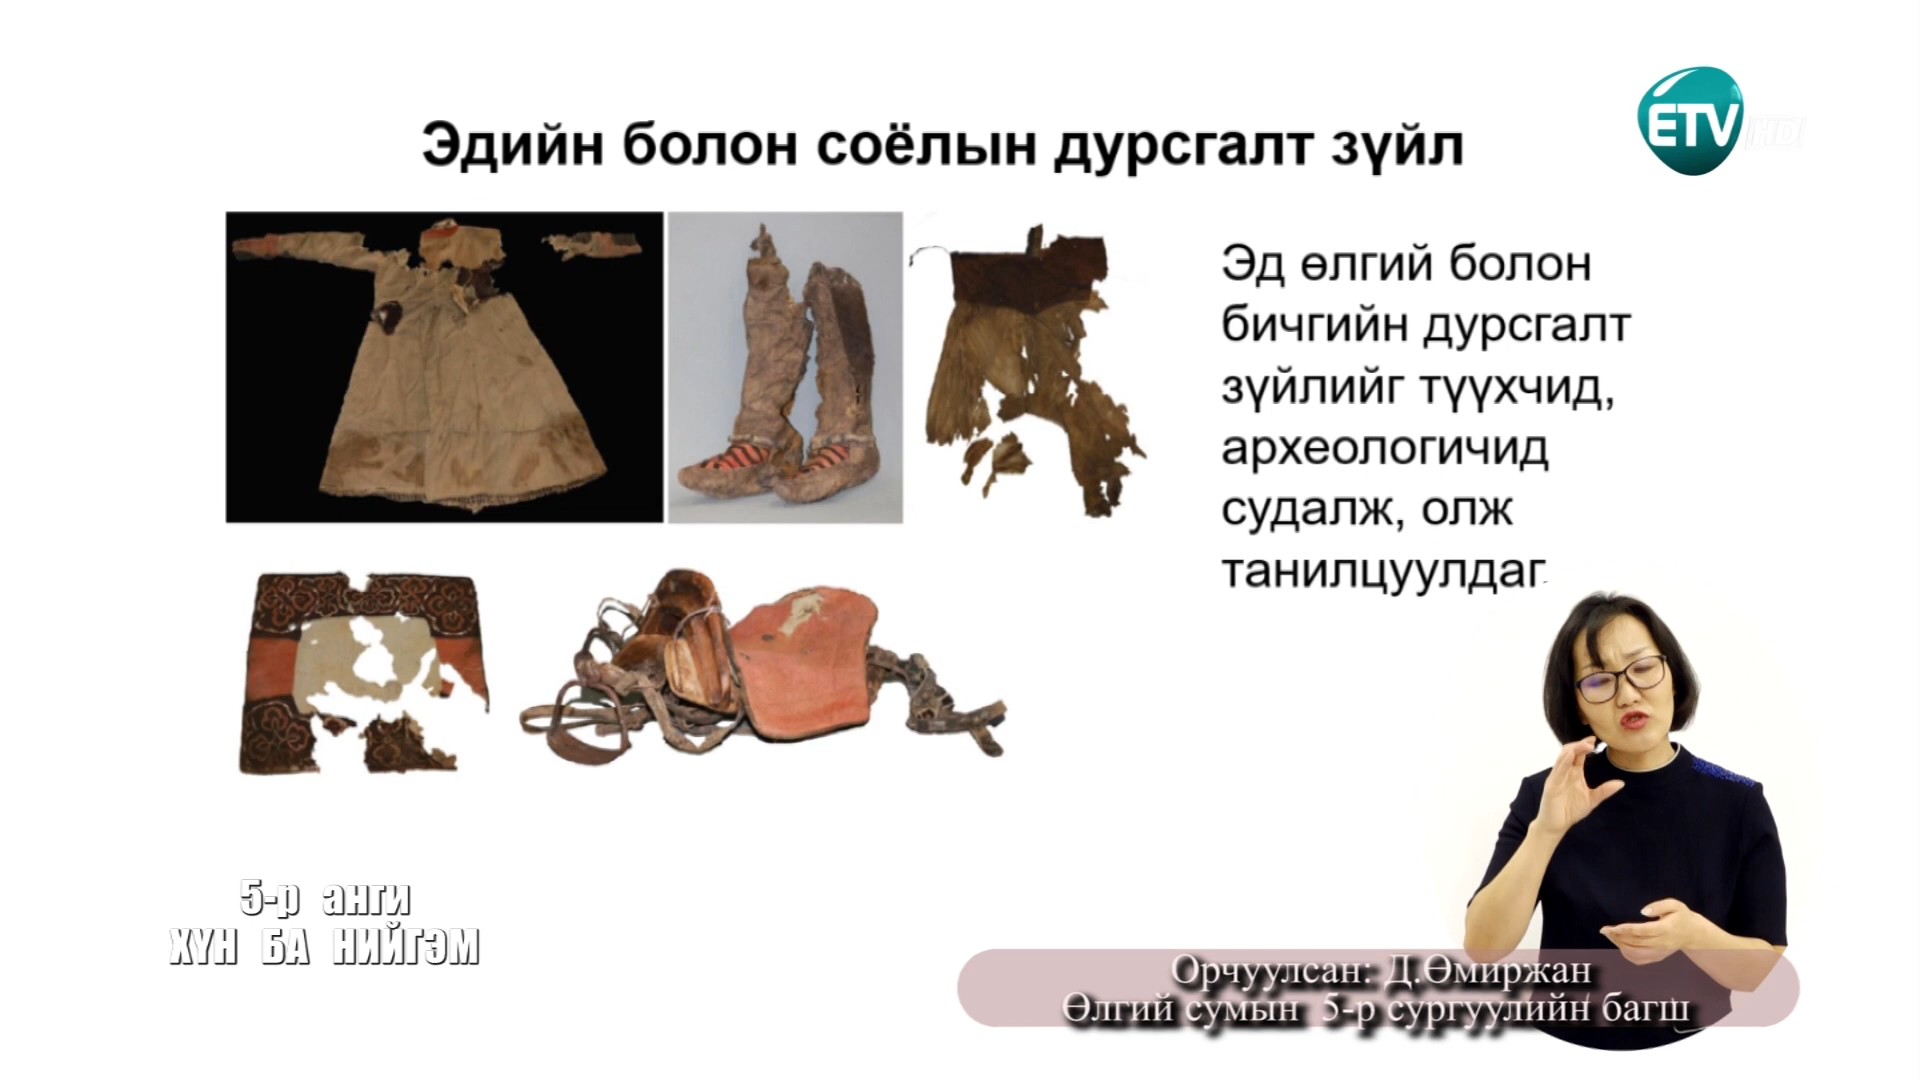 ETV HD
Эдийн болон соёлын дурсгалт зүйл
Эд өлгий болон
бичгийн дурсгалт
зүйлийг түүхчид,
археологичид
судалж, олж
танилцуулдаг.
5-р анги
ХҮН БА НИЙГЭМ
Орчуулсан: Д.Өмиржан
Өлгий сумын 5-р сургуулийн багш